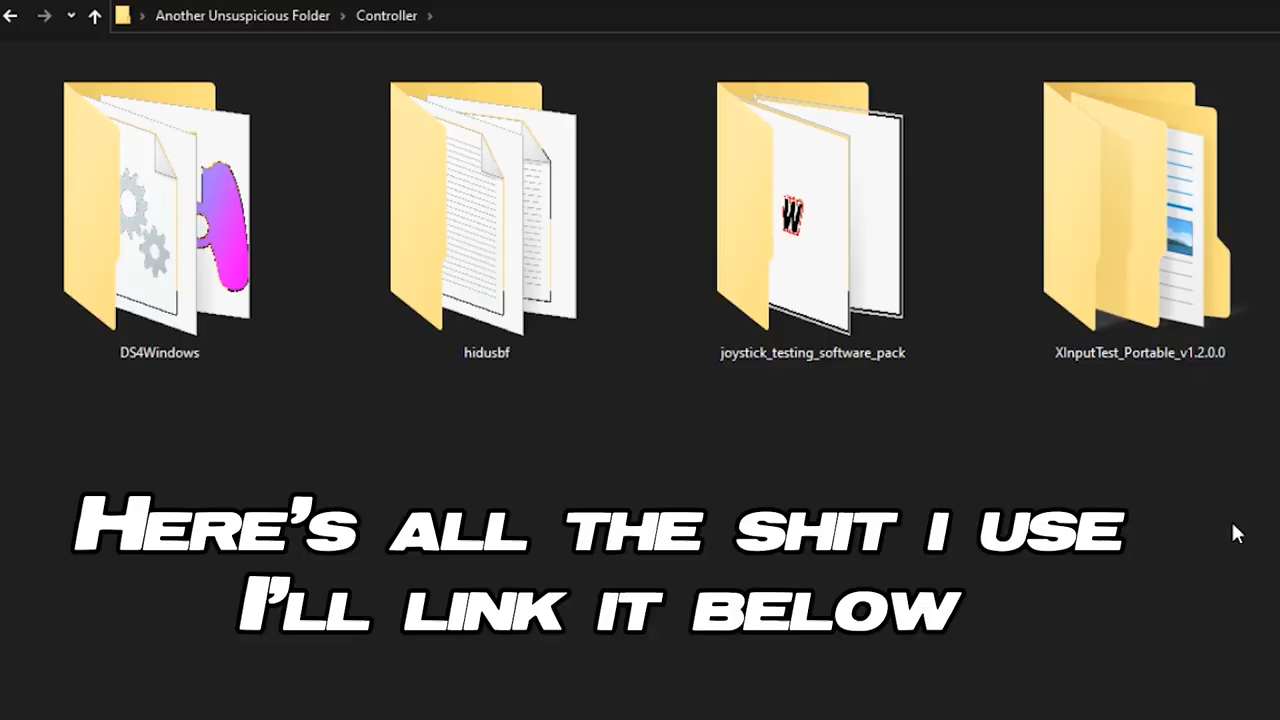 Another Unsuspicious Folder > Controller >
DS4Windows
hidusbf
joystick_testing_software_pack
XInputTest_Portable_v1.2.0.0
W
HERE'S ALL THE SHIT I USE
I'LL LINK IT BELOW